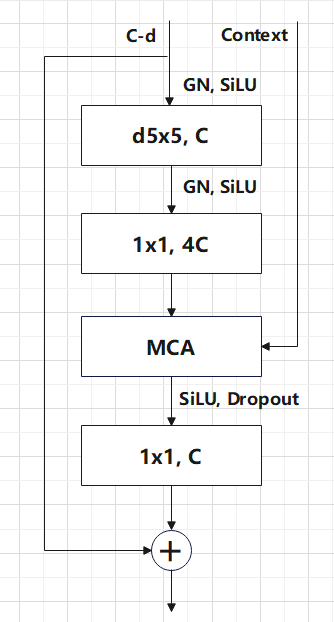 C-d
Context
GN, SiLU
d5x5, C
GN, SiLU
1x1, 4C
MCA
SiLU, Dropout
1x1, C
+